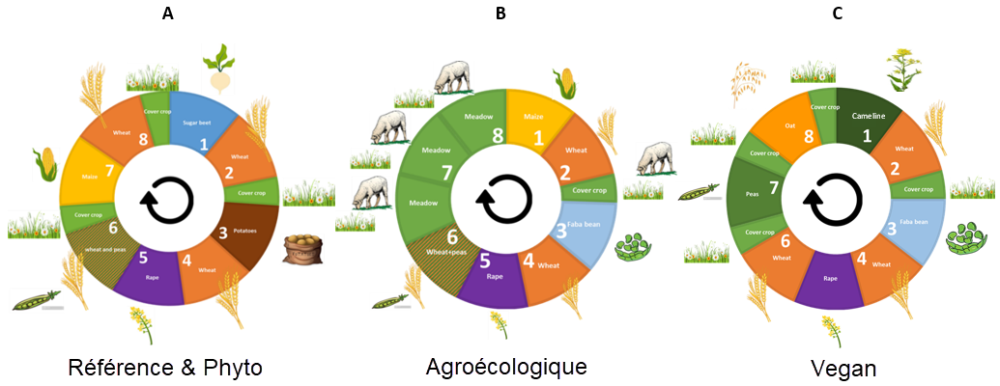 A
B
C
Cover crop
Sugar beet
1
Wheat
2
Cover crop
3
Potatoes
4
Wheat
5
Rape
6
wheat and peas
Cover crop
7
Maize
8
Wheat
Maize
1
Wheat
2
Cover crop
3
Faba bean
4
Wheat
5
Rape
6
Wheat+peas
Meadow
7
Meadow
Meadow
8
Cameline
1
Wheat
2
Cover crop
3
Faba bean
4
Wheat
Rape
6
Wheat
Cover crop
7
Peas
Cover crop
8
Oat
Cover crop
Référence & Phyto
Agroécologique
Vegan